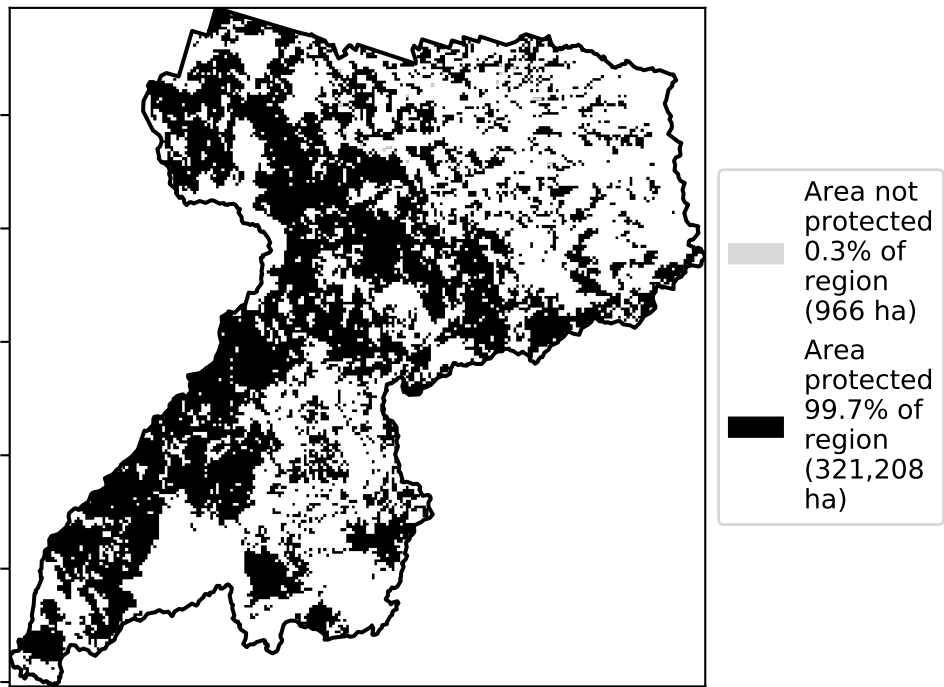 Area not
protected
0.3% of
region
(966 ha)
Area
protected
99.7% of
region
(321,208
ha)